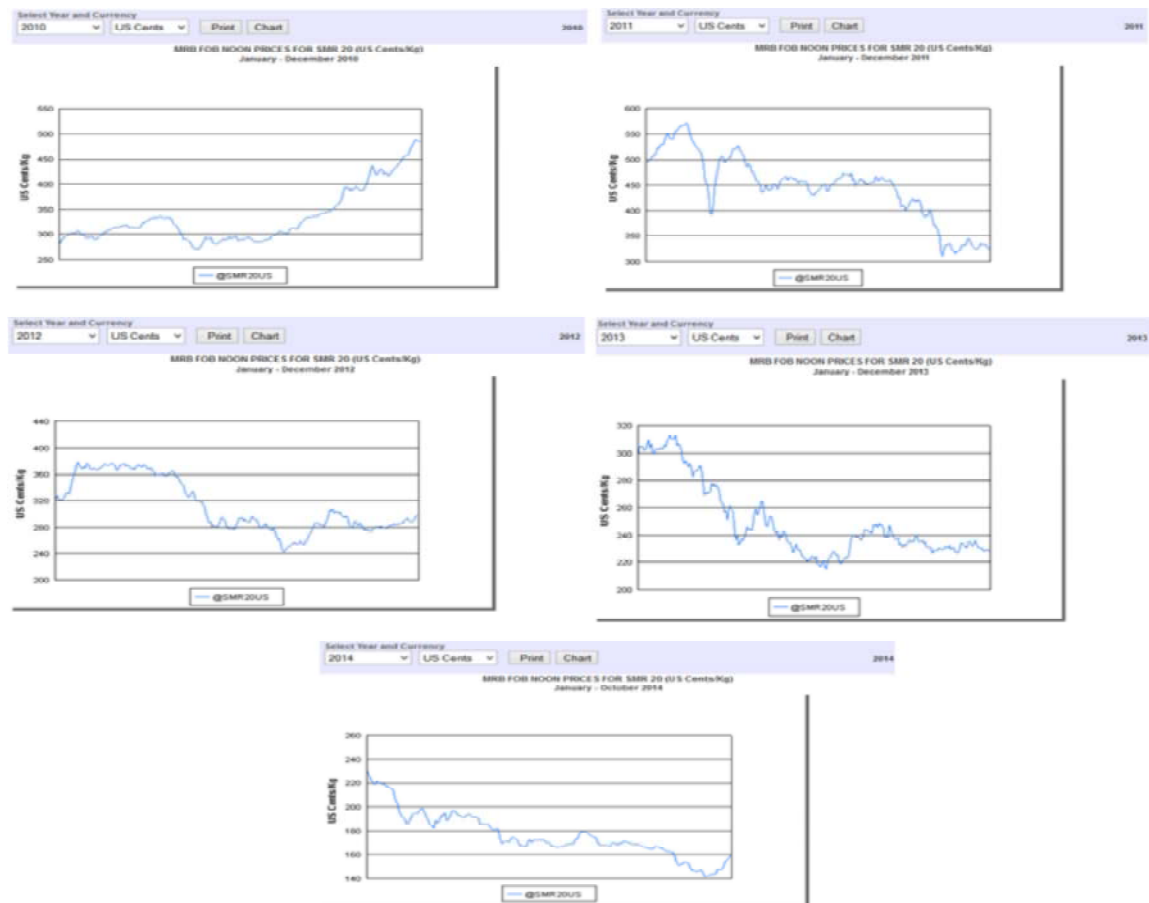 Select Year and Currency
2010 US Cents Print Chart 2010
MRB FOB NOON PRICES FOR SMR 20 (US Cents/Kg)
January - December 2010
550
500
450
400
350
300
250
US Cents/Kg
@SMR20US
Select Year and Currency
2011 US Cents Print Chart 2011
MRB FOB NOON PRICES FOR SMR 20 (US Cents/Kg)
January - December 2011
600
550
500
450
400
350
300
US Cents/Kg
@SMR20US
Select Year and Currency
2012 US Cents Print Chart 2012
MRB FOB NOON PRICES FOR SMR 20 (US Cents/Kg)
January - December 2012
440
400
360
320
280
240
200
US Cents/Kg
@SMR20US
Select Year and Currency
2013 US Cents Print Chart 2013
MRB FOB NOON PRICES FOR SMR 20 (US Cents/Kg)
January - December 2013
320
300
280
260
240
220
200
US Cents/Kg
@SMR20US
Select Year and Currency
2014 US Cents Print Chart 2014
MRB FOB NOON PRICES FOR SMR 20 (US Cents/Kg)
January - October 2014
260
240
220
200
180
160
140
US Cents/Kg
@SMR20US